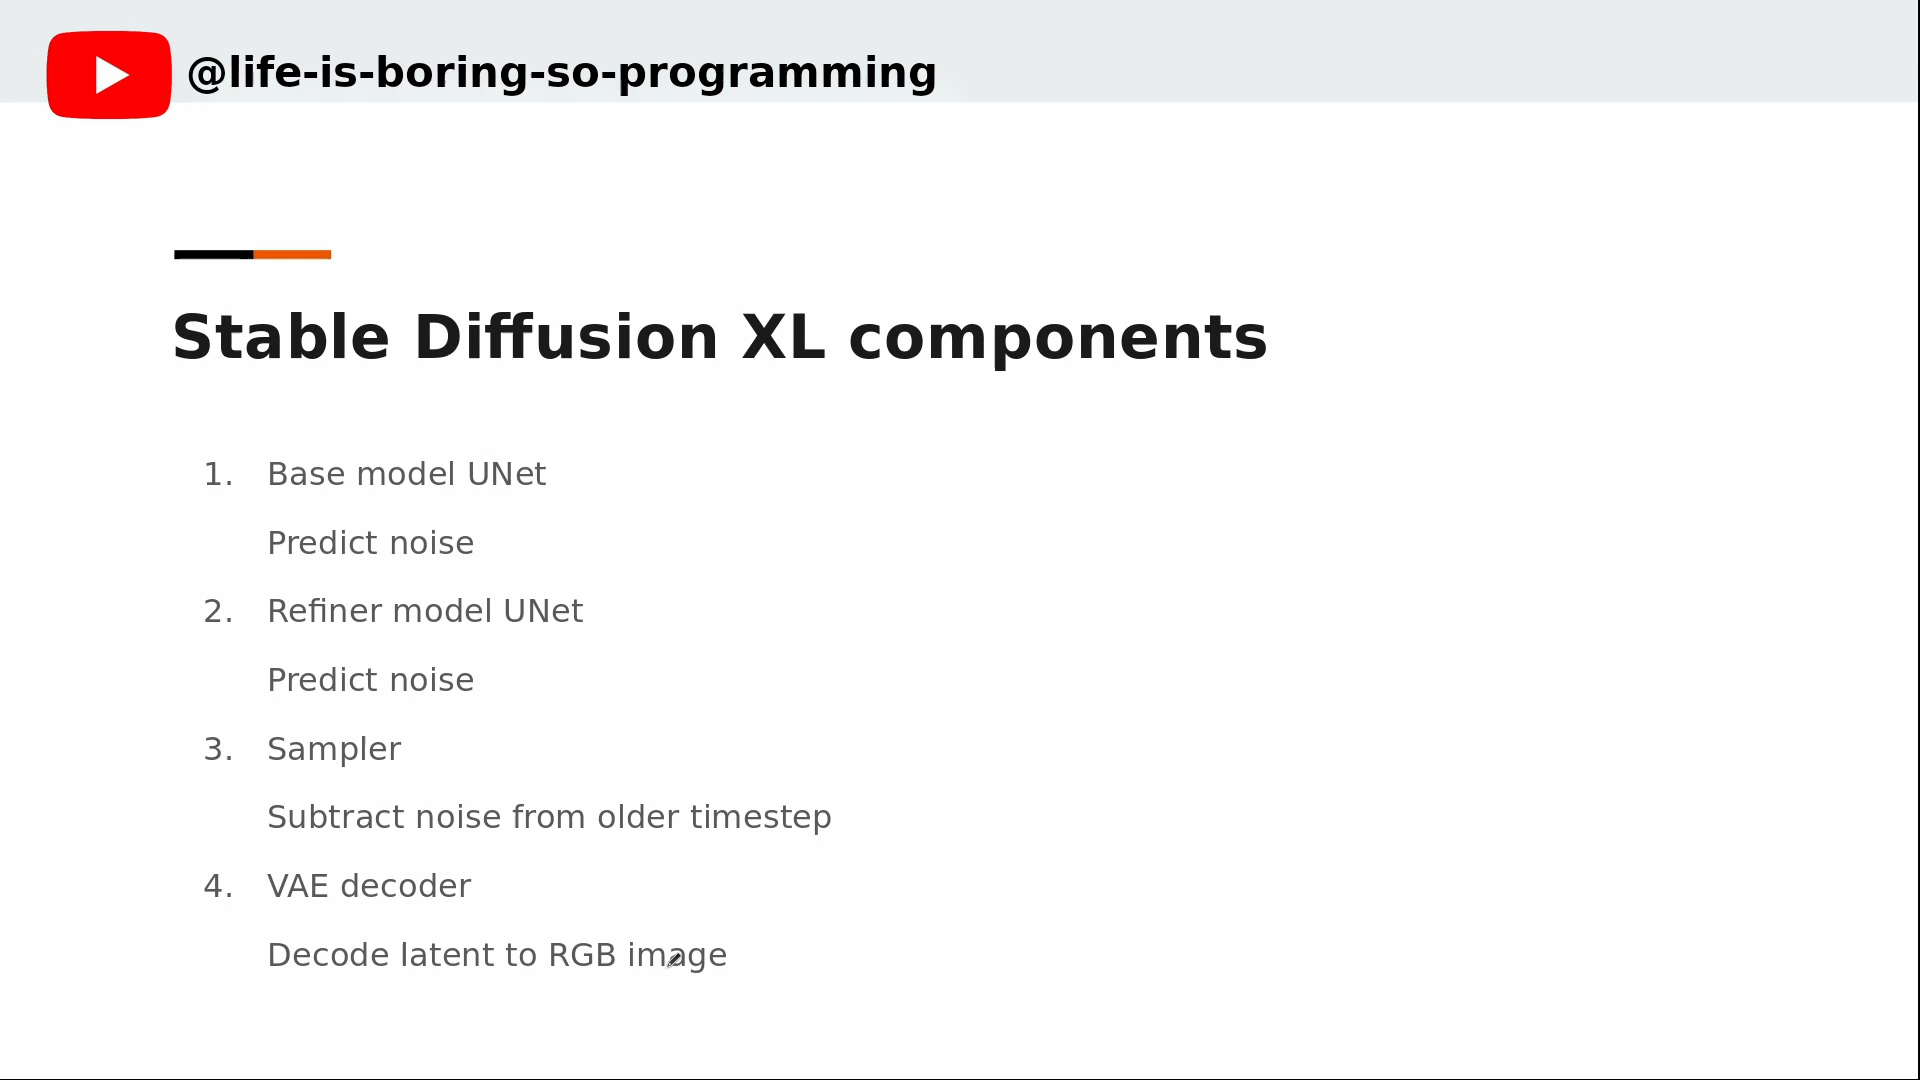 @life-is-boring-so-programming
Stable Diffusion XL components
1. Base model UNet
Predict noise
2. Refiner model UNet
Predict noise
3. Sampler
Subtract noise from older timestep
4. VAE decoder
Decode latent to RGB image